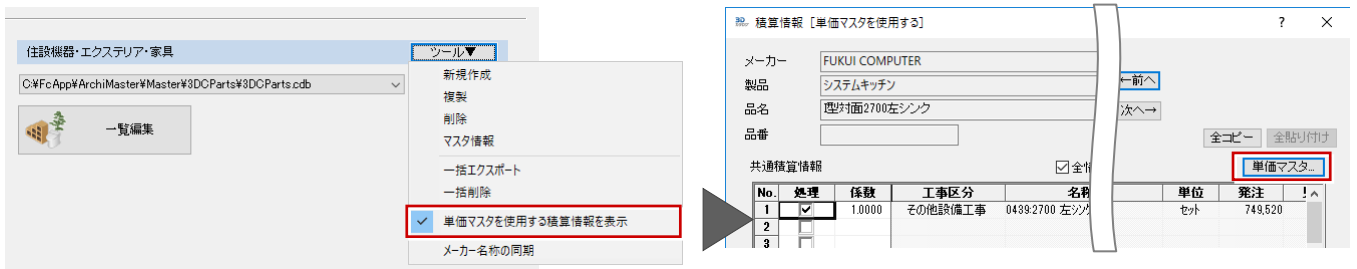 住設機器・エクステリア・家具
ツール▼
C:¥FcApp¥ArchiMaster¥Master¥3DCParts¥3DCParts.cdb
一覧編集
新規作成
複製
削除
マスタ情報
一括エクスポート
一括削除
単価マスタを使用する積算情報を表示
メーカー名称の同期
積算情報 [単価マスタを使用する]
? ×
メーカー FUKUI COMPUTER
製品 システムキッチン
←前へ
品名 I型対面2700左シンク
次へ→
品番
全コピー 全貼り付け
共通積算情報
単価マスタ...
No. 処理 係数 工事区分 名称 単位 発注
1 1.0000 その他設備工事 0439:2700 左シンク セット 749,520
2
3